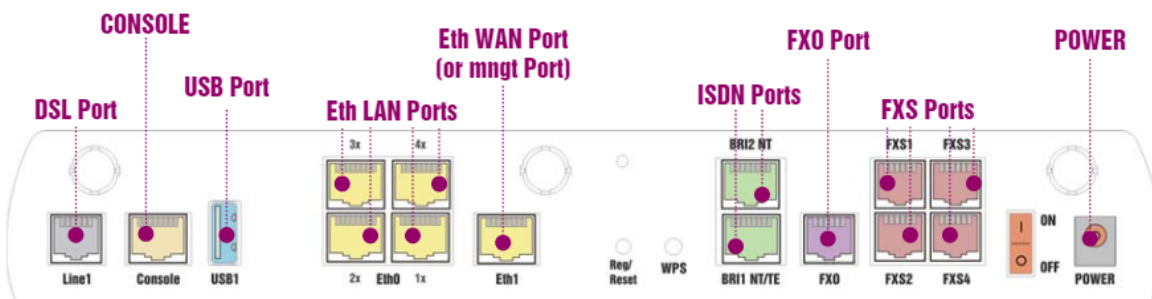 CONSOLE
Eth WAN Port
(or mngt Port)
FXO Port
POWER
USB Port
ISDN Ports
DSL Port
Eth LAN Ports
FXS Ports
3x 4x
BRI2 NT
FXS1 FXS3
ON
OFF
Line1
Console
USB1
2x Eth0 1x
Eth1
Reg/
Reset
WPS
BRI1 NT/TE
FXO
FXS2 FXS4
POWER